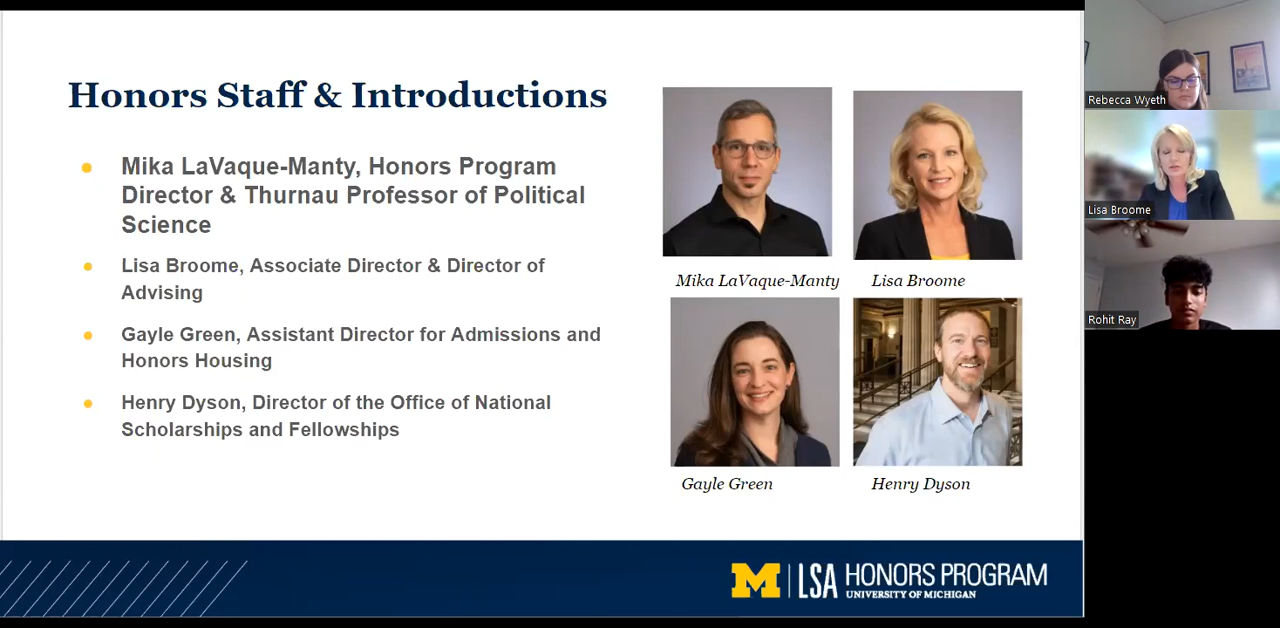 Honors Staff & Introductions
Mika LaVaque-Manty, Honors Program
Director & Thurnau Professor of Political
Science
Lisa Broome, Associate Director & Director of
Advising
Gayle Green, Assistant Director for Admissions and
Honors Housing
Henry Dyson, Director of the Office of National
Scholarships and Fellowships
Mika LaVaque-Manty
Lisa Broome
Gayle Green
Henry Dyson
M LSA HONORS PROGRAM
UNIVERSITY OF MICHIGAN
Rebecca Wyeth
Lisa Broome
Rohit Ray